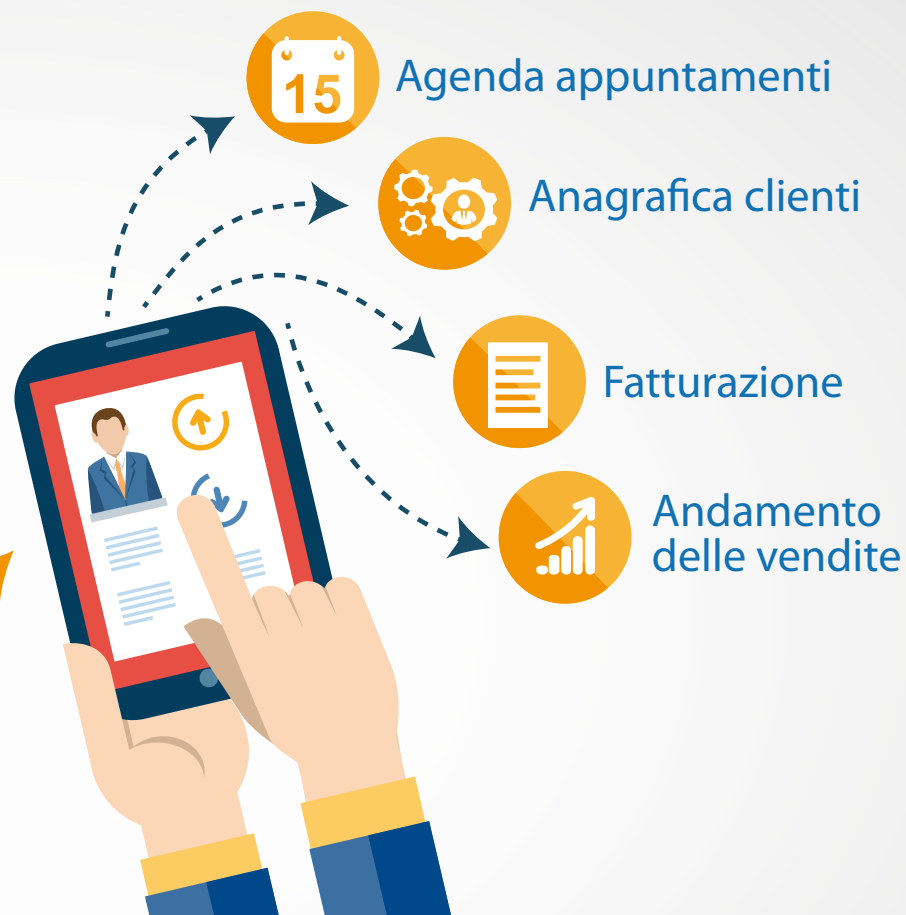 15
Agenda appuntamenti
Anagrafica clienti
Fatturazione
Andamento
delle vendite